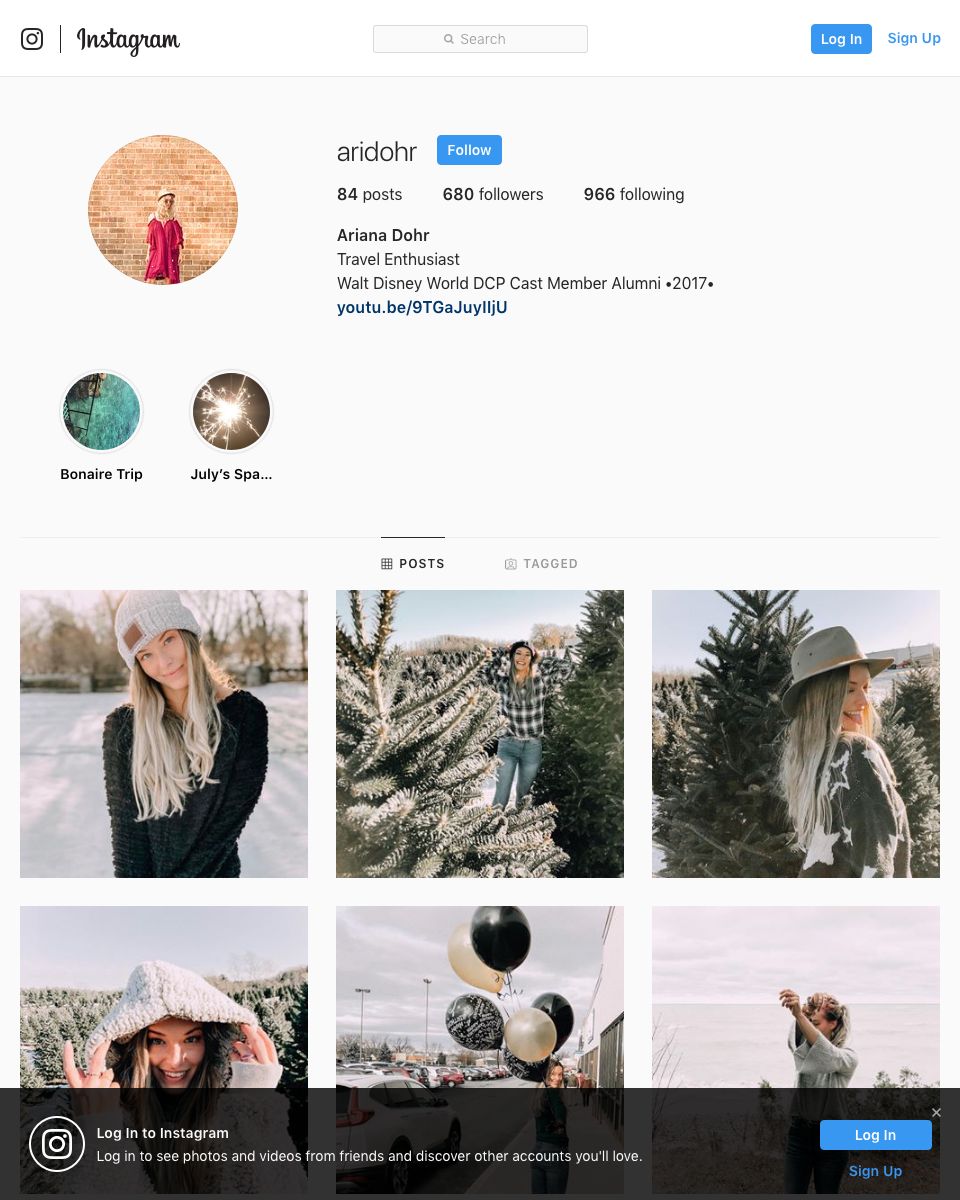 Instagram
Search
Log In
Sign Up
aridohr
Follow
84 posts
680 followers
966 following
Ariana Dohr
Travel Enthusiast
Walt Disney World DCP Cast Member Alumni •2017•
youtu.be/9TGaJuyIIjU
Bonaire Trip
July’s Spa...
POSTS
TAGGED
Log In to Instagram
Log in to see photos and videos from friends and discover other accounts you'll love.
Log In
Sign Up